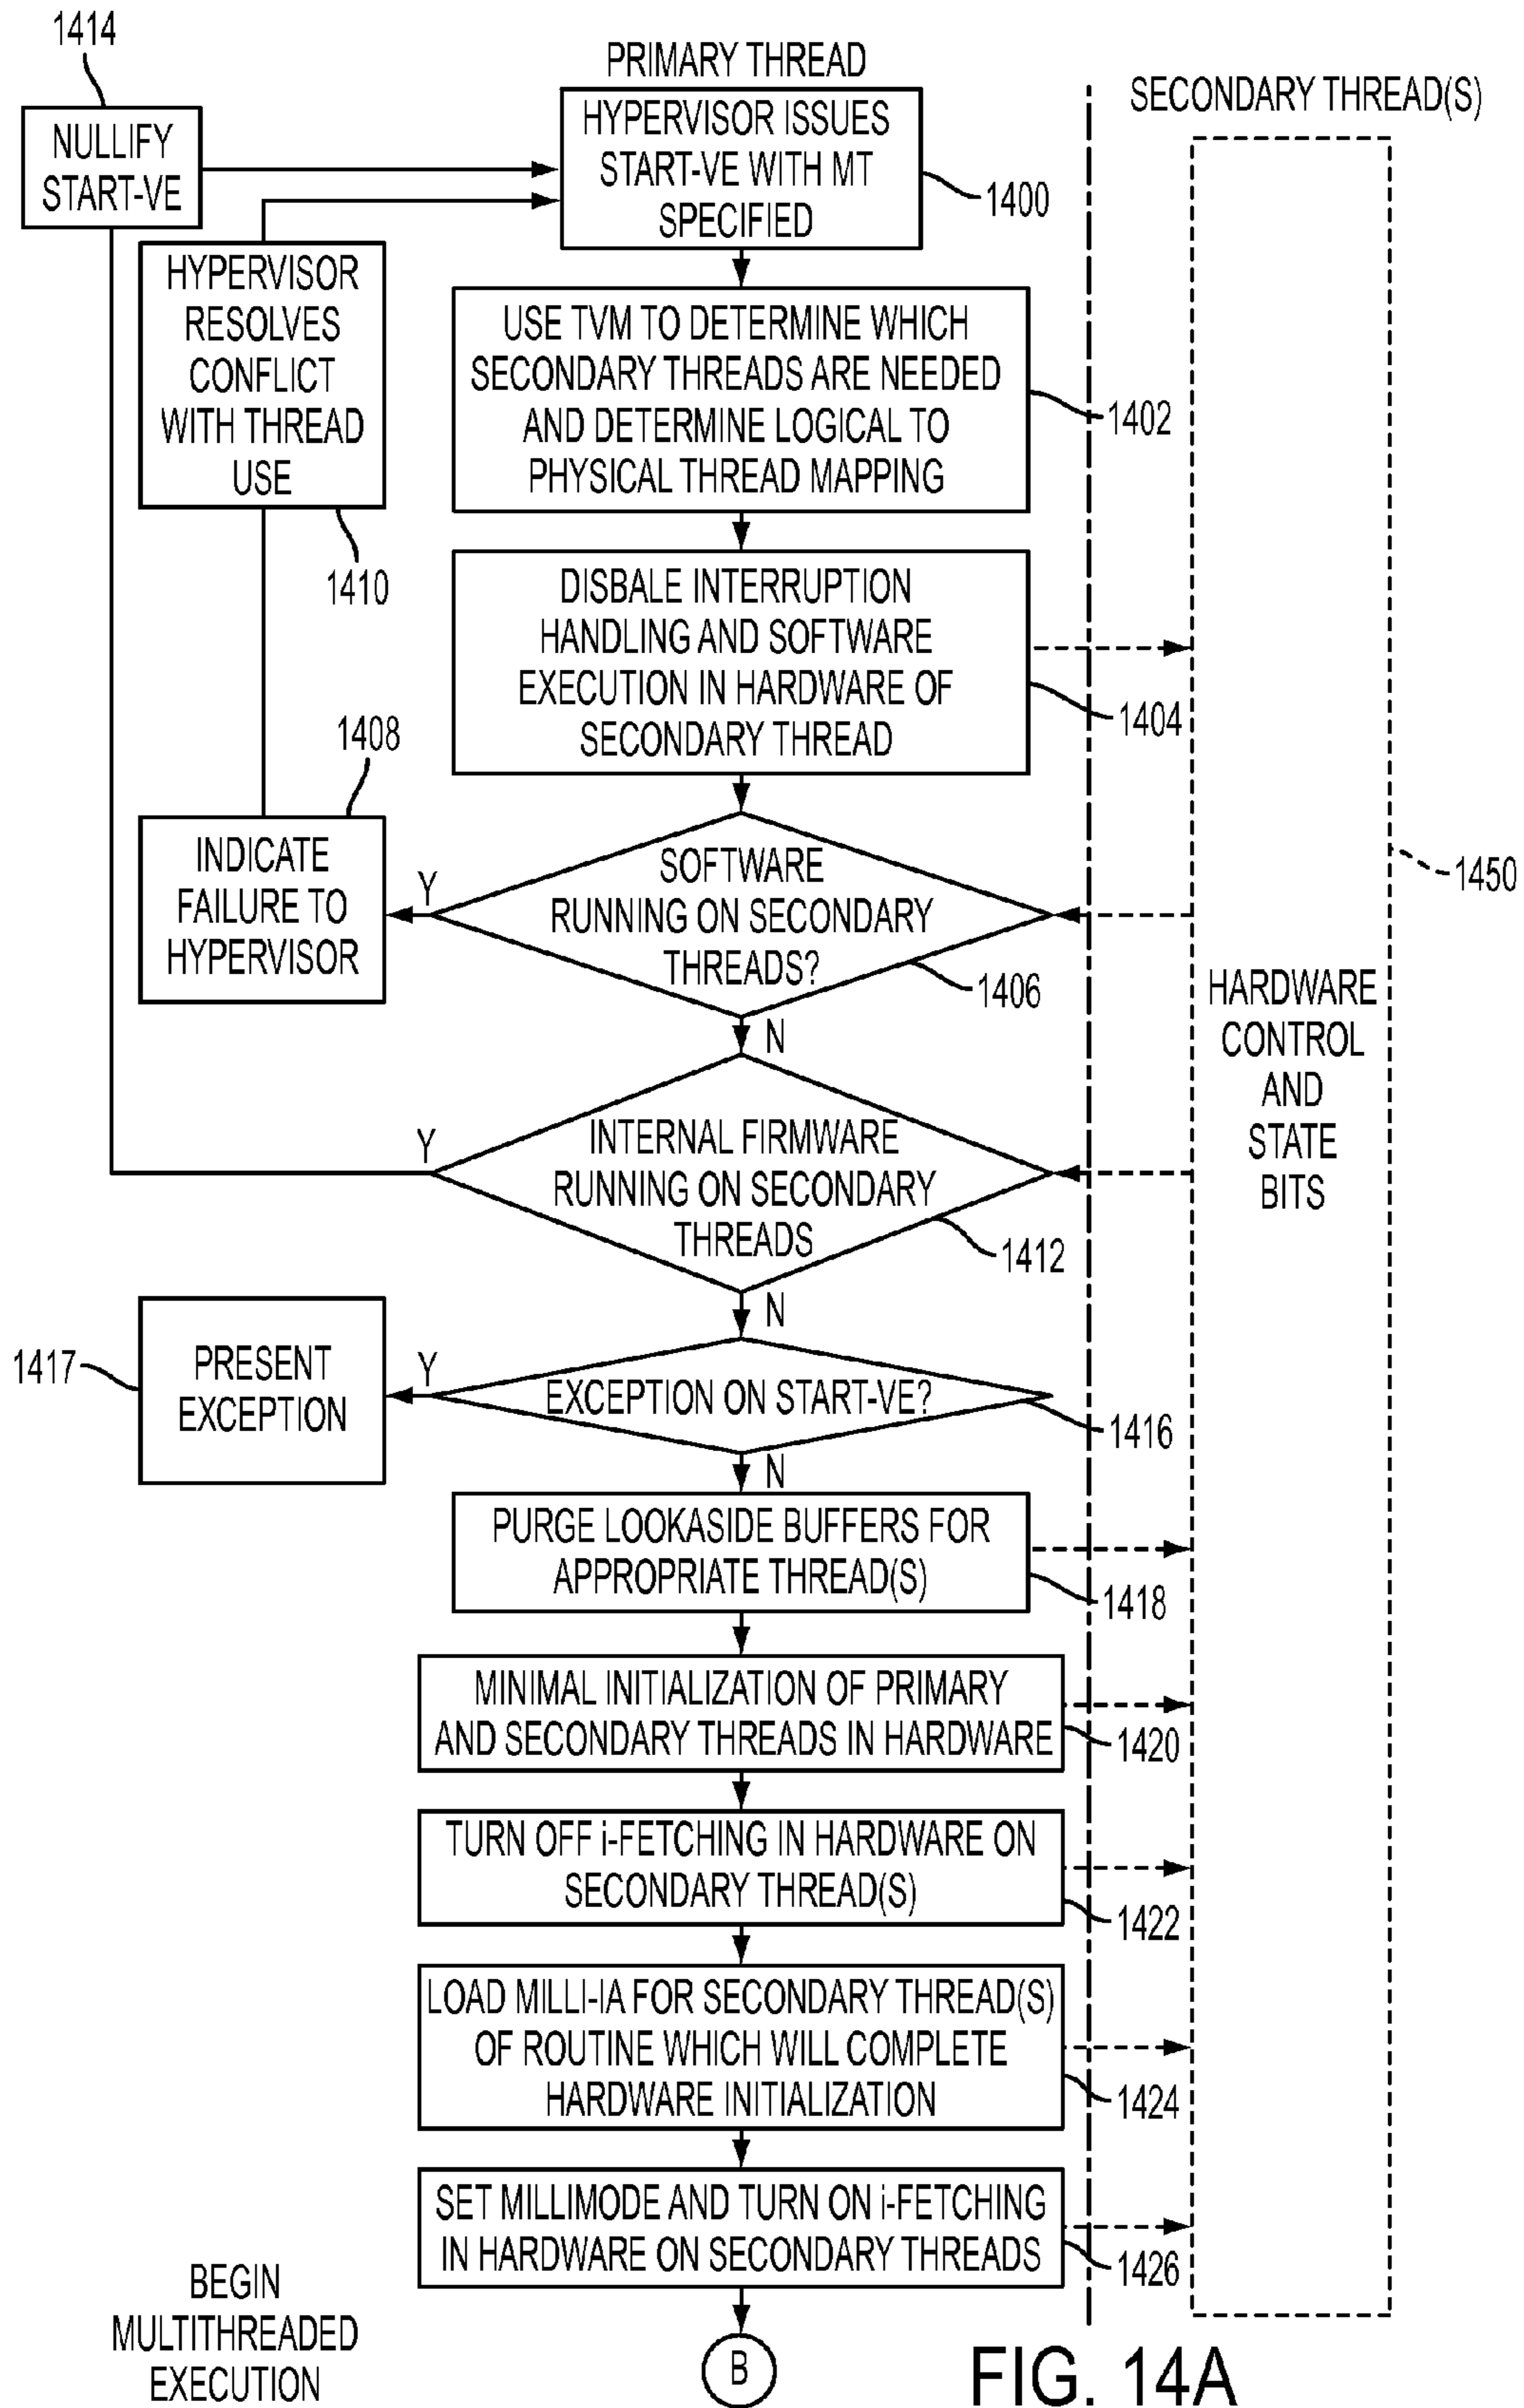 1414
PRIMARY THREAD
SECONDARY THREAD(S)
NULLIFY
START-VE
HYPERVISOR ISSUES
START-VE WITH MT
SPECIFIED
1400
HYPERVISOR
RESOLVES
CONFLICT
WITH THREAD
USE
1410
USE TVM TO DETERMINE WHICH
SECONDARY THREADS ARE NEEDED
AND DETERMINE LOGICAL TO
PHYSICAL THREAD MAPPING
1402
DISBALE INTERRUPTION
HANDLING AND SOFTWARE
EXECUTION IN HARDWARE OF
SECONDARY THREAD
1404
1408
INDICATE
FAILURE TO
HYPERVISOR
Y
SOFTWARE
RUNNING ON SECONDARY
THREADS?
1406
1450
N
HARDWARE
CONTROL
AND
STATE
BITS
Y
INTERNAL FIRMWARE
RUNNING ON SECONDARY
THREADS
1412
N
1417
PRESENT
EXCEPTION
Y
EXCEPTION ON START-VE?
1416
N
PURGE LOOKASIDE BUFFERS FOR
APPROPRIATE THREAD(S)
1418
MINIMAL INITIALIZATION OF PRIMARY
AND SECONDARY THREADS IN HARDWARE
1420
TURN OFF i-FETCHING IN HARDWARE ON
SECONDARY THREAD(S)
1422
LOAD MILLI-IA FOR SECONDARY THREAD(S)
OF ROUTINE WHICH WILL COMPLETE
HARDWARE INITIALIZATION
1424
SET MILLIMODE AND TURN ON i-FETCHING
IN HARDWARE ON SECONDARY THREADS
1426
BEGIN
MULTITHREADED
EXECUTION
B
FIG. 14A